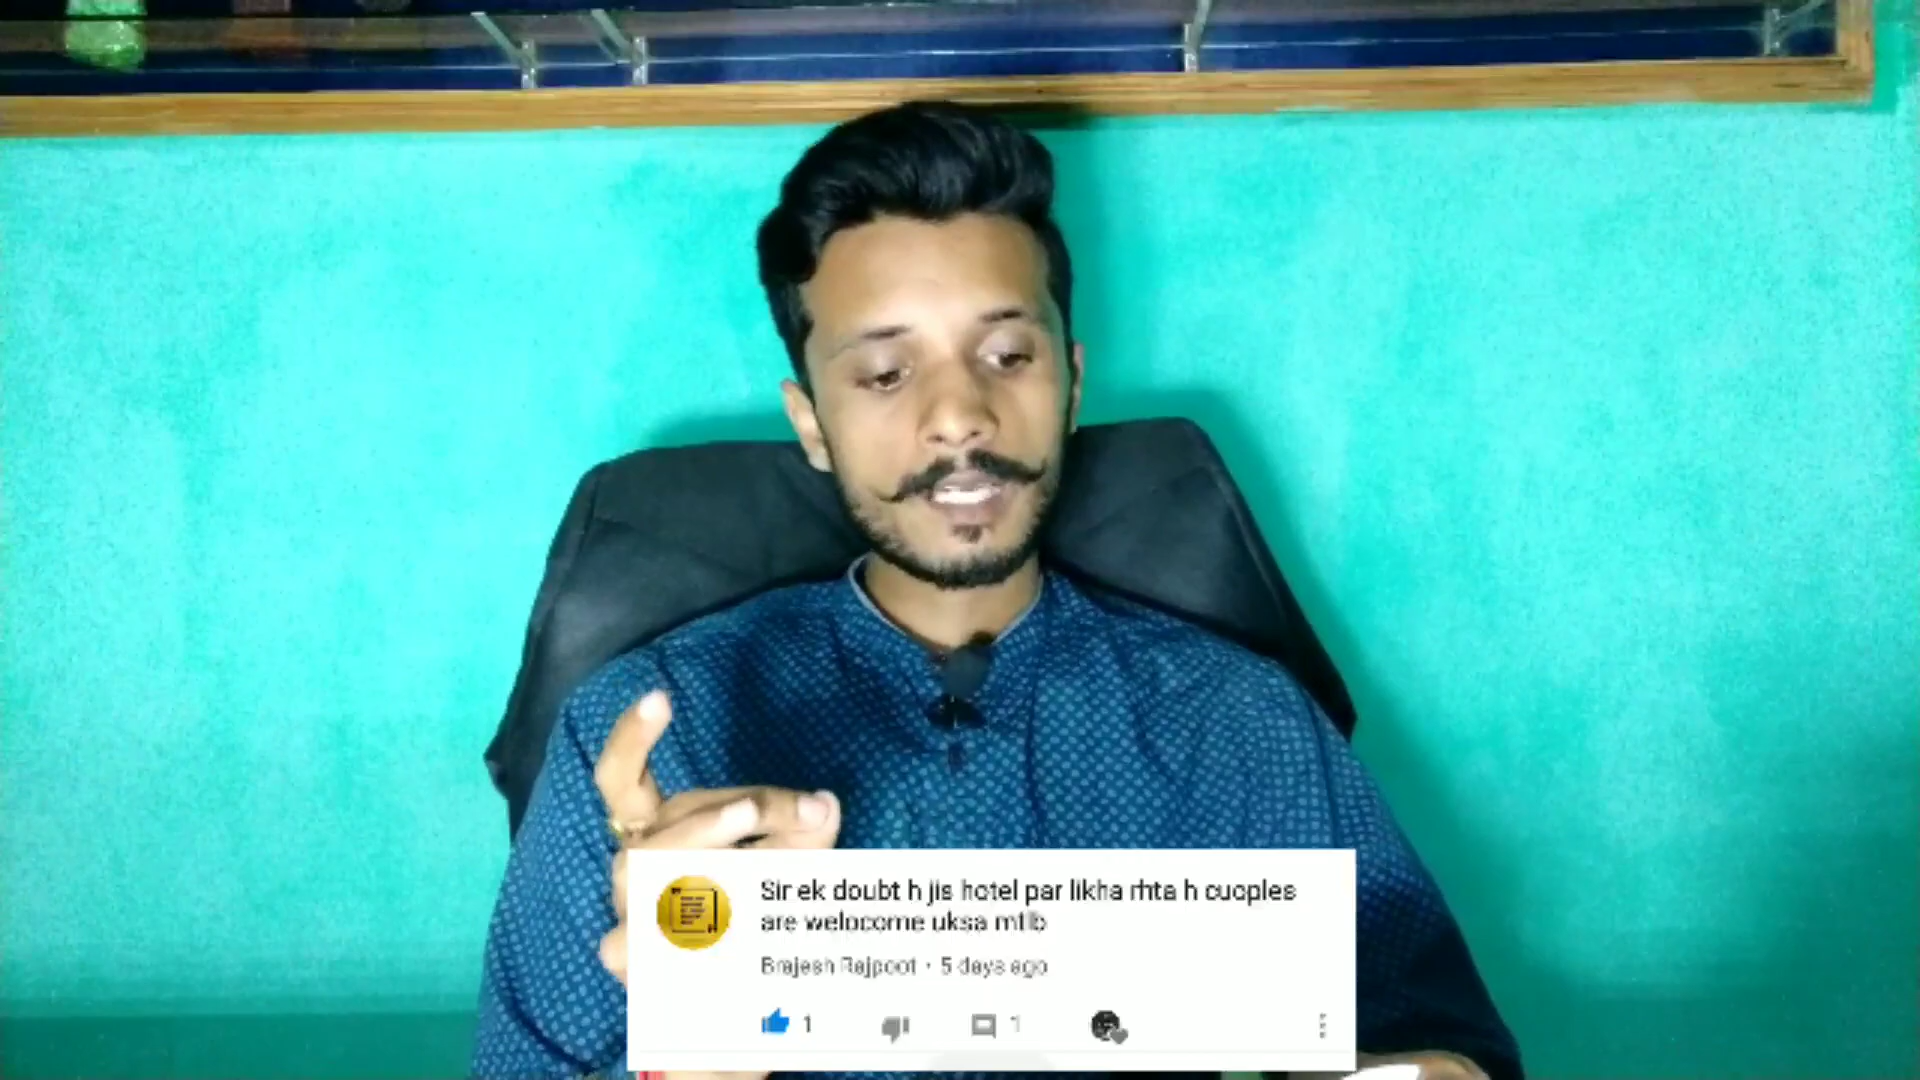 Sir ek doubt h jis hotel par likha rhta h cuoples
are welocome uksa mtlb
Brajesh Rajpoot • 5 days ago
1
1